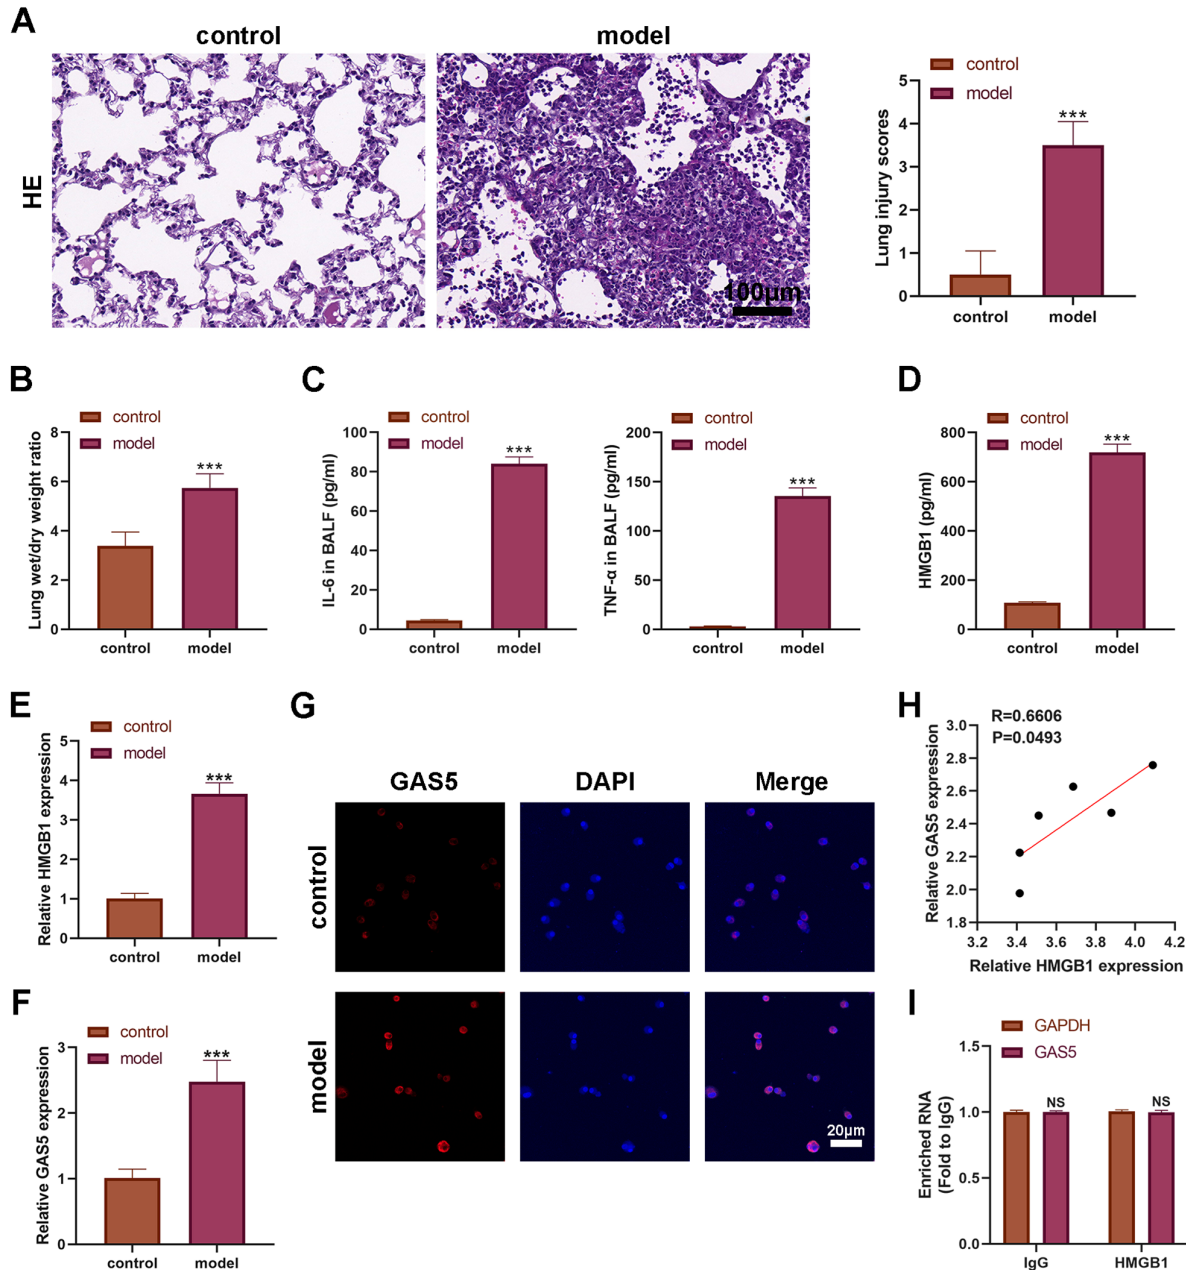 A
control
model
HE
100μm
control
model
Lung injury scores
5
4
3
2
1
0
***
control
model
B
control
model
Lung wet/dry weight ratio
8
6
4
2
0
***
control
model
C
control
model
IL-6 in BALF (pg/ml)
100
80
60
40
20
0
***
control
model
control
model
TNF-α in BALF (pg/ml)
200
150
100
50
0
***
control
model
D
control
model
HMGB1 (pg/ml)
800
600
400
200
0
***
control
model
E
control
model
Relative HMGB1 expression
5
4
3
2
1
0
***
control
model
F
control
model
Relative GAS5 expression
3
2
1
0
***
control
model
G
GAS5
DAPI
Merge
control
model
20μm
H
R=0.6606
P=0.0493
Relative GAS5 expression
3.0
2.8
2.6
2.4
2.2
2.0
1.8
3.2
3.4
3.6
3.8
4.0
4.2
Relative HMGB1 expression
I
GAPDH
GAS5
Enriched RNA
(Fold to IgG)
1.5
1.0
0.5
0.0
NS
NS
IgG
HMGB1